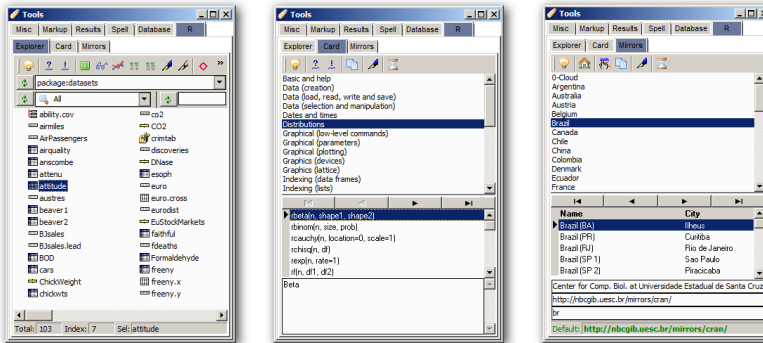 Tools
Misc Markup Results Spell Database R
Explorer Card Mirrors
package:datasets
All
ability.cov
airmiles
AirPassengers
airquality
anscombe
attenu
attitude
austres
beaver1
beaver2
BJsales
BJsales.lead
BOD
cars
ChickWeight
chickwts
co2
CO2
crimtab
discoveries
DNase
esoph
euro
euro.cross
eurodist
EuStockMarkets
faithful
fdeaths
Formaldehyde
freeny
freeny.x
freeny.y
Total: 103 Index: 7 Sel: attitude
Tools
Misc Markup Results Spell Database R
Explorer Card Mirrors
Basic and help
Data (creation)
Data (load, read, write and save)
Data (selection and manipulation)
Dates and times
Distributions
Graphical (low-level commands)
Graphical (parameters)
Graphical (plotting)
Graphics (devices)
Graphics (lattice)
Indexing (data frames)
Indexing (lists)
rbeta(n, shape1, shape2)
rbinom(n, size, prob)
rcauchy(n, location=0, scale=1)
rchisq(n, df)
rexp(n, rate=1)
rf(n, df1, df2)
Beta
Tools
Misc Markup Results Spell Database R
Explorer Card Mirrors
0-Cloud
Argentina
Australia
Austria
Belgium
Brazil
Canada
Chile
China
Colombia
Denmark
Ecuador
France
Name City
Brazil (BA) Ilheus
Brazil (PR) Curitiba
Brazil (RJ) Rio de Janeiro
Brazil (SP 1) Sao Paulo
Brazil (SP 2) Piracicaba
Center for Comp. Biol. at Universidade Estadual de Santa Cruz
http://nbcgib.uesc.br/mirrors/cran/
br
Default: http://nbcgib.uesc.br/mirrors/cran/